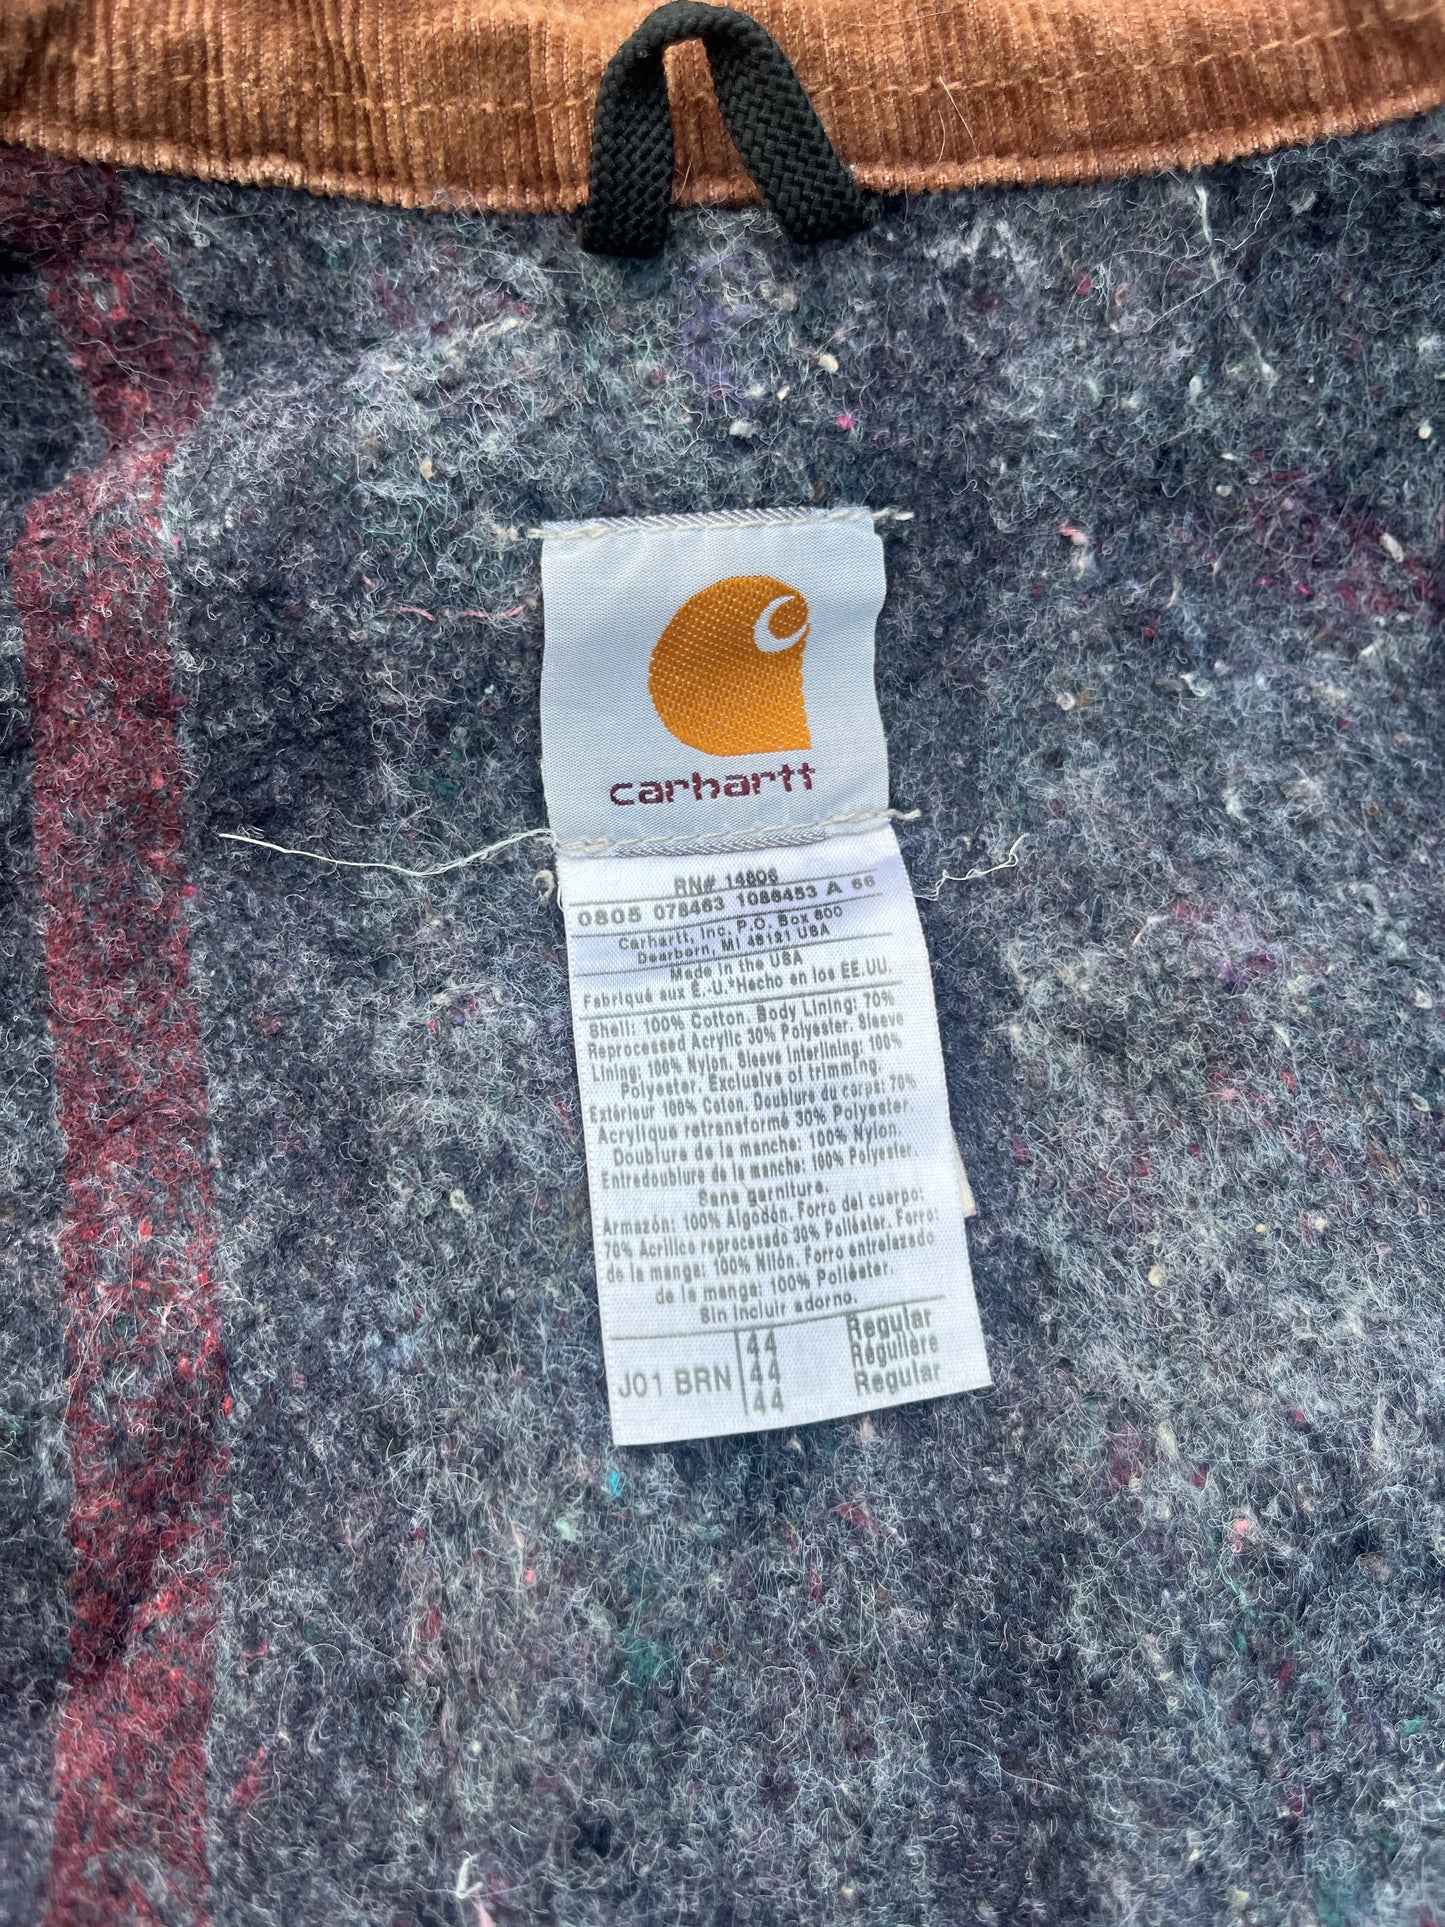 carhartt
RN# 14806
0805 078463 1086453 A 66
Carhartt, Inc. P.O. Box 600
Dearborn, MI 48121 USA
Made in the USA
Fabriqué aux É.-U.*Hecho en los EE.UU.
Shell: 100% Cotton. Body Lining: 70%
Reprocessed Acrylic 30% Polyester. Sleeve
Lining: 100% Nylon. Sleeve Interlining: 100%
Polyester. Exclusive of trimming.
Extérieur 100% Coton. Doublure du corps: 70%
Acrylique retransformé 30% Polyester.
Doublure de la manche: 100% Nylon.
Entredoublure de la manche: 100% Polyester.
Sans garniture.
Armazón: 100% Algodón. Forro del cuerpo:
70% Acrílico reprocesado 30% Poliéster. Forro:
de la manga: 100% Nilón. Forro entrelazado
de la manga: 100% Poliéster.
Sin incluir adorno.
44 Regular
J01 BRN 44 Régulière
44 Regular